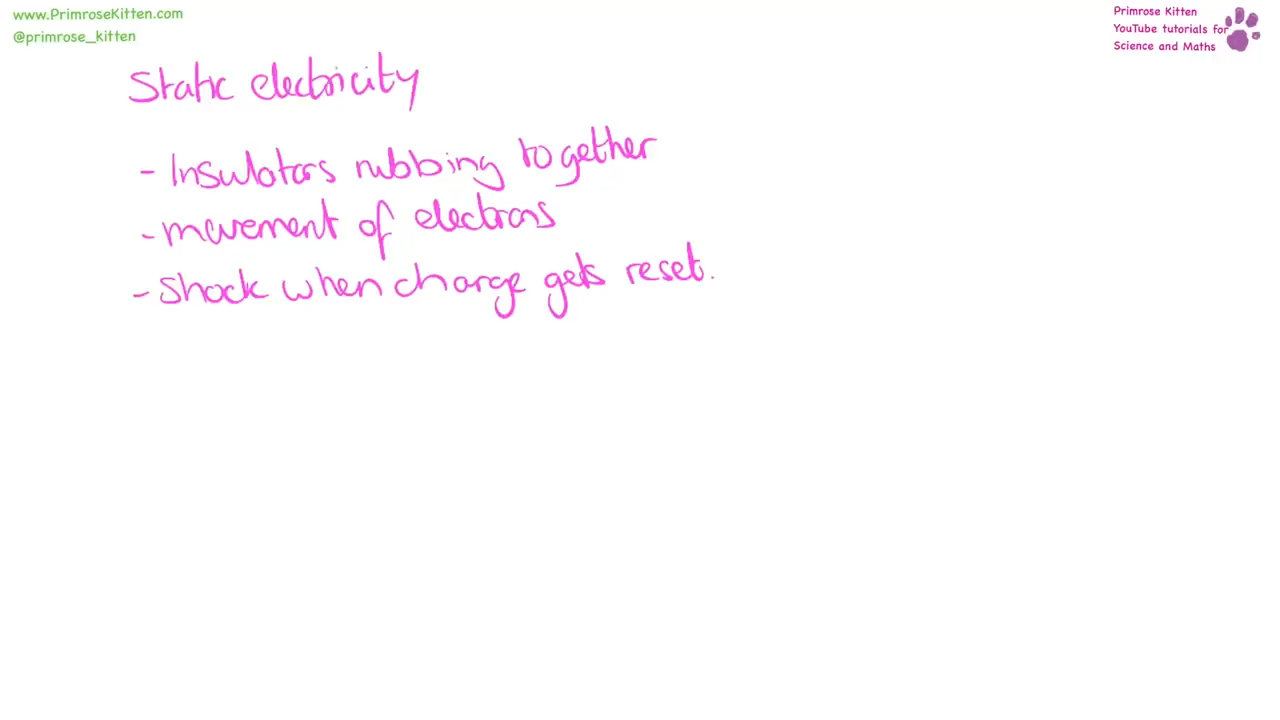 www.PrimroseKitten.com
@primrose_kitten
Primrose Kitten
YouTube tutorials for
Science and Maths
Static electricity
- Insulators rubbing together
- movement of electrons
- shock when charge gets reset.